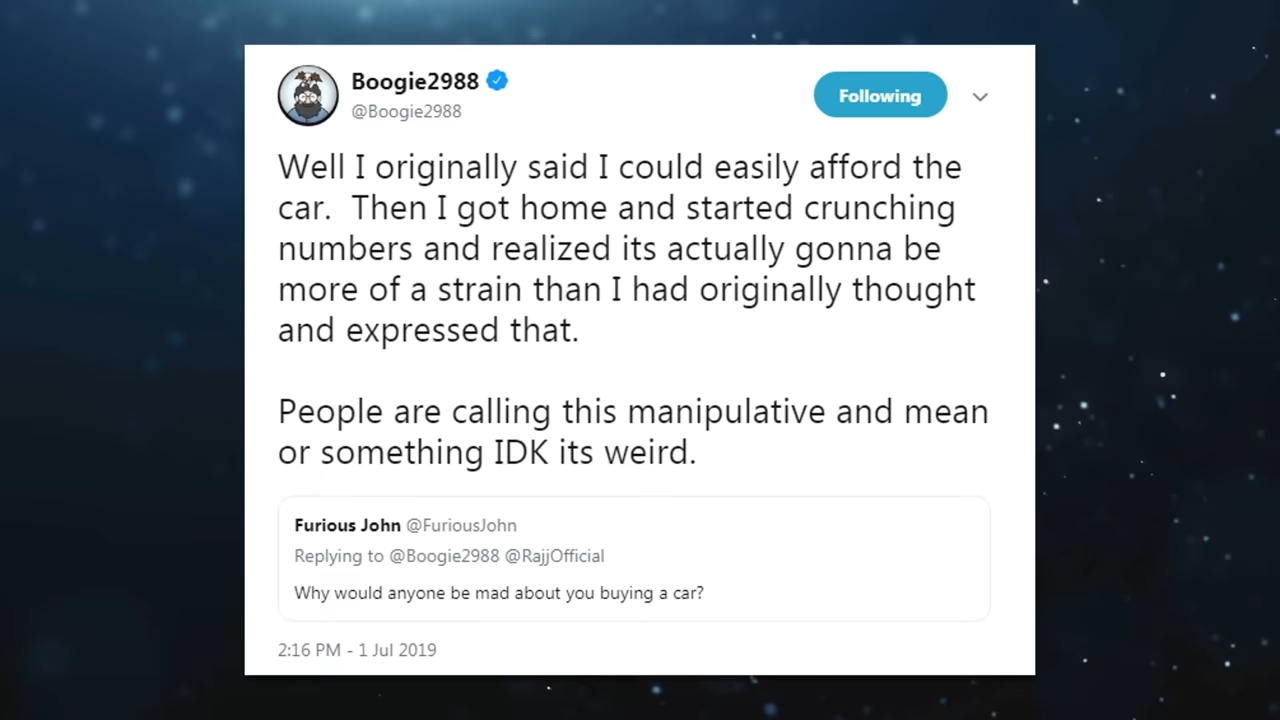 Boogie2988
@Boogie2988
Following
Well I originally said I could easily afford the
car.  Then I got home and started crunching
numbers and realized its actually gonna be
more of a strain than I had originally thought
and expressed that.
People are calling this manipulative and mean
or something IDK its weird.
Furious John @FuriousJohn
Replying to @Boogie2988 @RajjOfficial
Why would anyone be mad about you buying a car?
2:16 PM - 1 Jul 2019